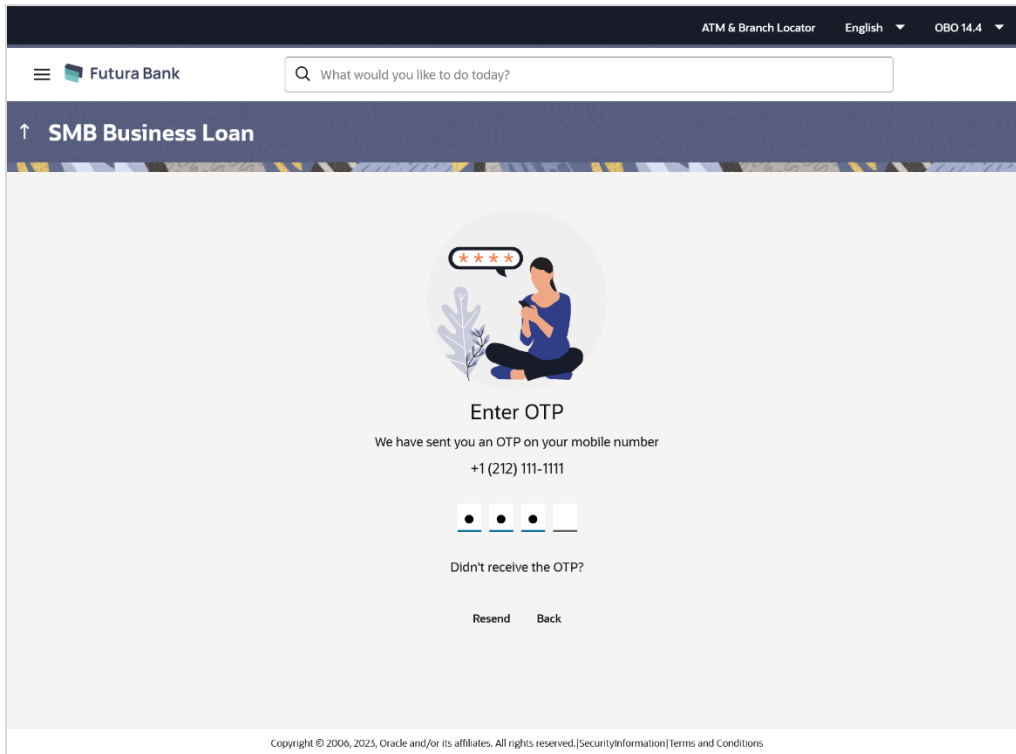 ATM & Branch Locator English OBO 14.4
Futura Bank What would you like to do today?
SMB Business Loan
****
Enter OTP
We have sent you an OTP on your mobile number
+1 (212) 111-1111
Didn't receive the OTP?
Resend Back
Copyright © 2006, 2023, Oracle and/or its affiliates. All rights reserved.|SecurityInformation|Terms and Conditions